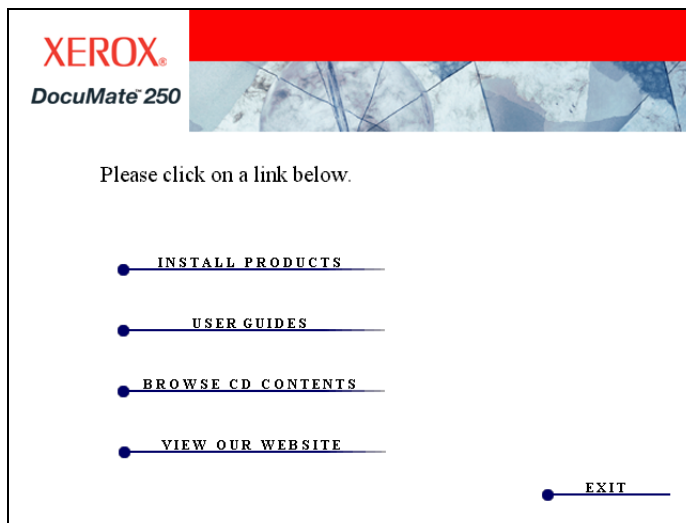 XEROX®
DocuMate™ 250
Please click on a link below.
INSTALL PRODUCTS
USER GUIDES
BROWSE CD CONTENTS
VIEW OUR WEBSITE
EXIT